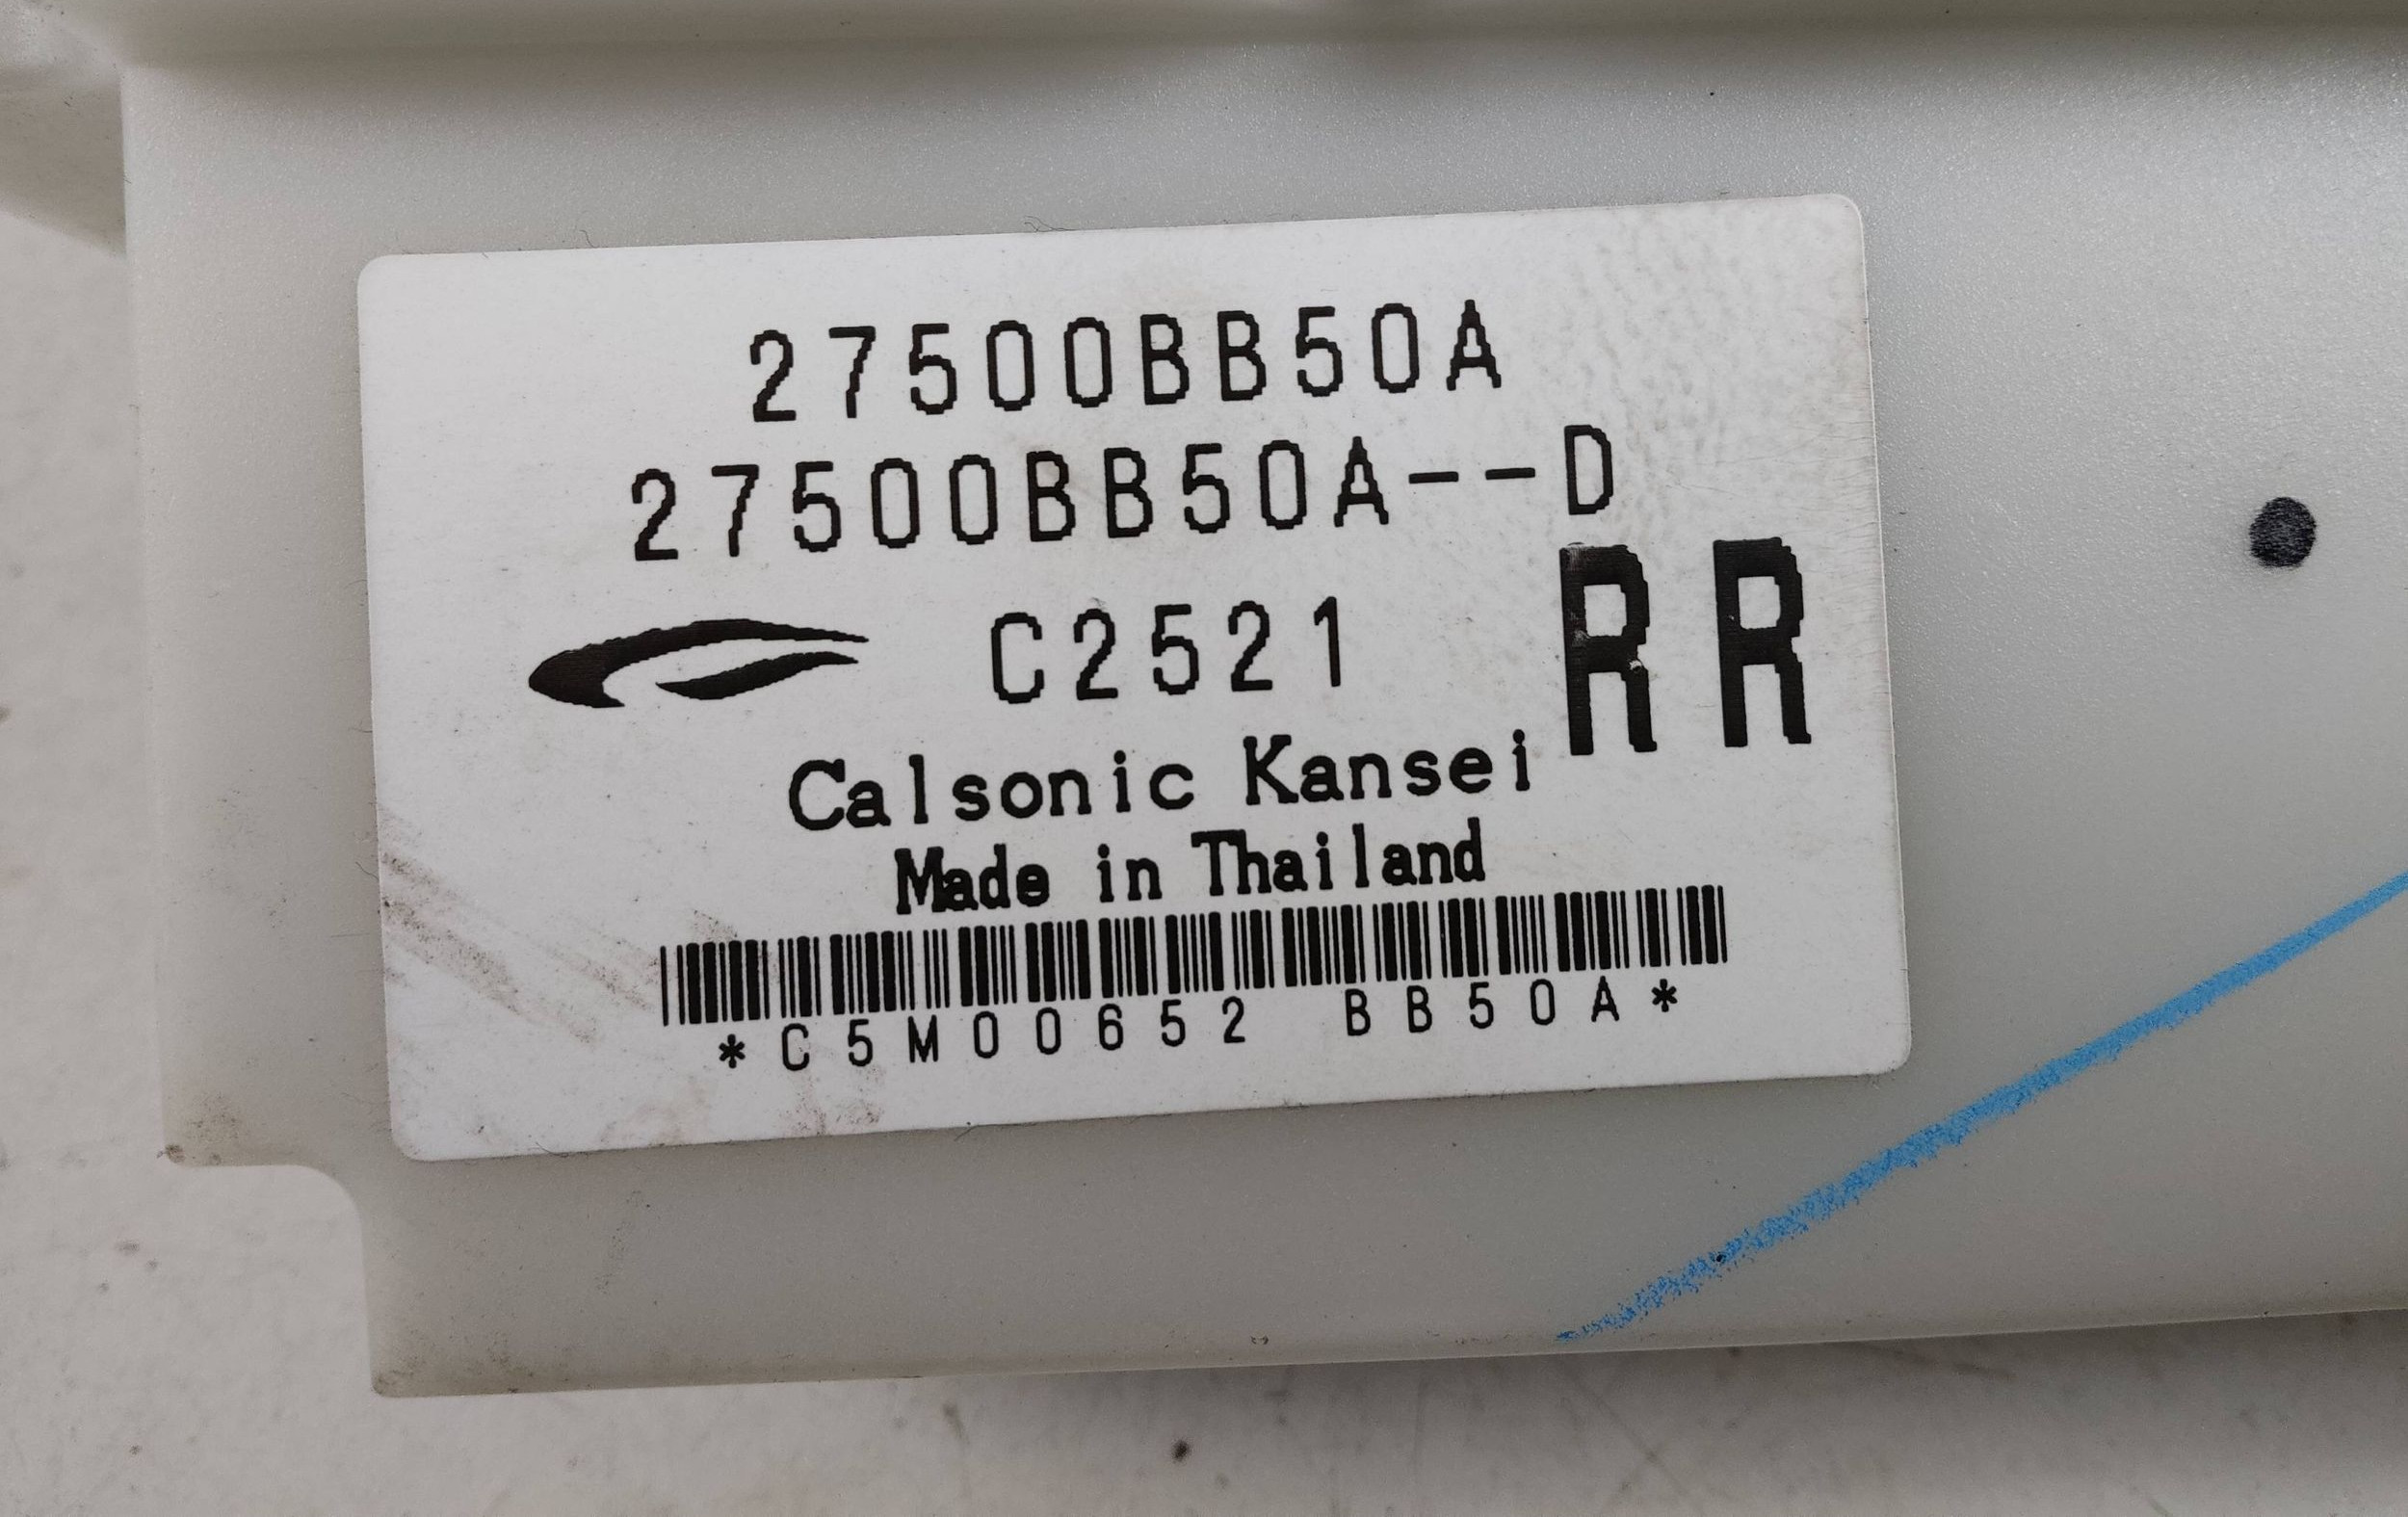 27500BB50A
27500BB50A--D
C2521
RR
Calsonic Kansei
Made in Thailand
*C5M00652 BB50A*